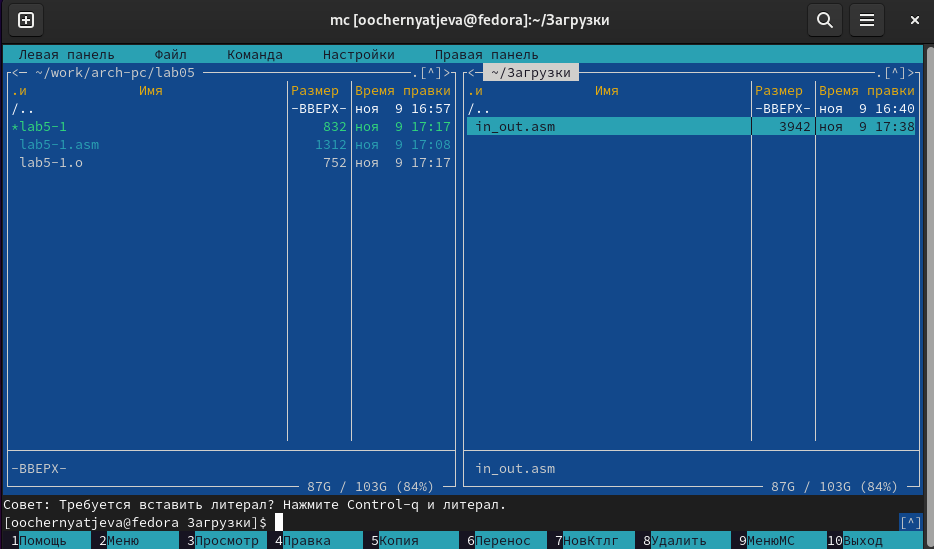 mc [oochernyatjeva@fedora]:~/Загрузки
Левая панель Файл Команда Настройки Правая панель
<— ~/work/arch-pc/lab05 .[^]> <— ~/Загрузки .[^]>
.и Имя Размер Время правки .и Имя Размер Время правки
/.. -ВВЕРХ- ноя 9 16:57 /.. -ВВЕРХ- ноя 9 16:40
*lab5-1 832 ноя 9 17:17 in_out.asm 3942 ноя 9 17:38
lab5-1.asm 1312 ноя 9 17:08
lab5-1.o 752 ноя 9 17:17
-ВВЕРХ- in_out.asm
87G / 103G (84%) 87G / 103G (84%)
Совет: Требуется вставить литерал? Нажмите Control-q и литерал.
[oochernyatjeva@fedora Загрузки]$ [^]
1Помощь 2Меню 3Просмотр 4Правка 5Копия 6Перенос 7НовКтлг 8Удалить 9МенюМС 10Выход